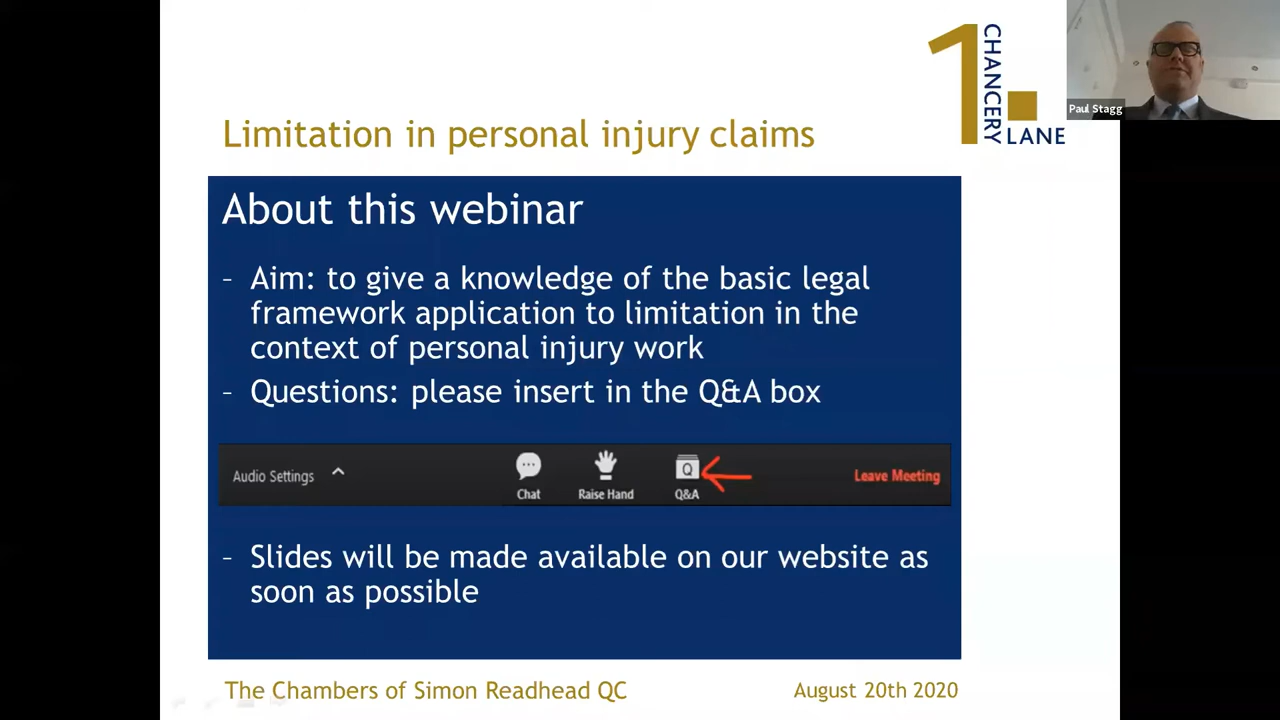 1 CHANCERY LANE
Paul Stagg
Limitation in personal injury claims
About this webinar
- Aim: to give a knowledge of the basic legal
framework application to limitation in the
context of personal injury work
- Questions: please insert in the Q&A box
Audio Settings
Chat
Raise Hand
Q
Q&A
Leave Meeting
- Slides will be made available on our website as
soon as possible
The Chambers of Simon Readhead QC
August 20th 2020